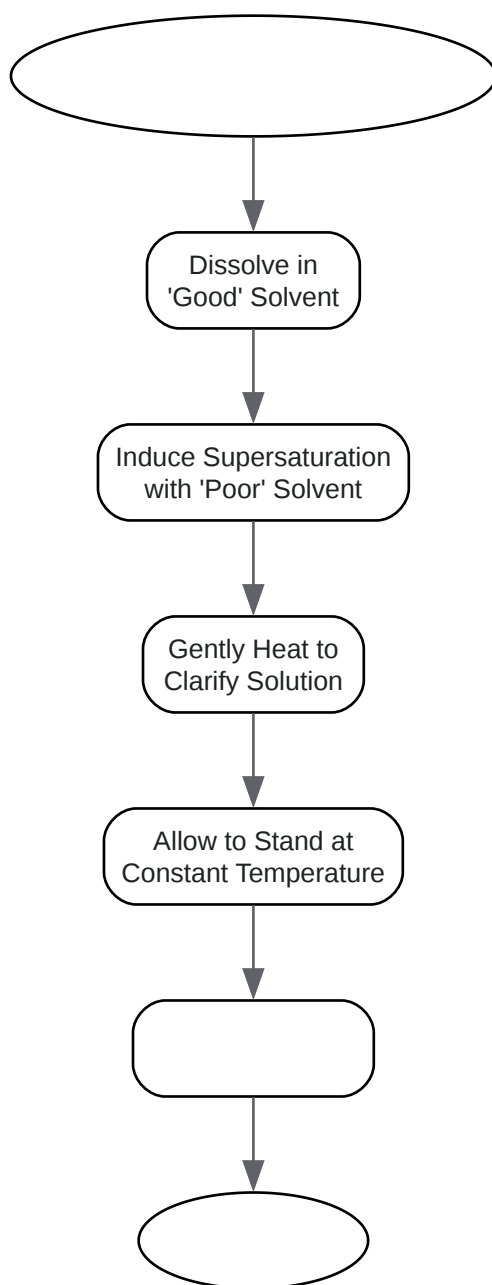 Dissolve in
'Good' Solvent
Induce Supersaturation
with 'Poor' Solvent
Gently Heat to
Clarify Solution
Allow to Stand at
Constant Temperature